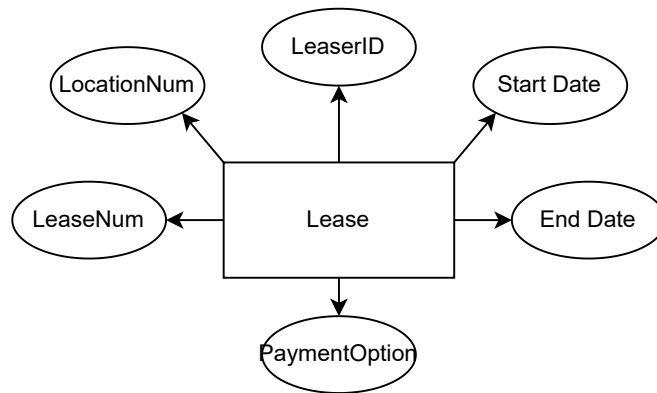 LeaserID
LocationNum
Start Date
LeaseNum
Lease
End Date
PaymentOption